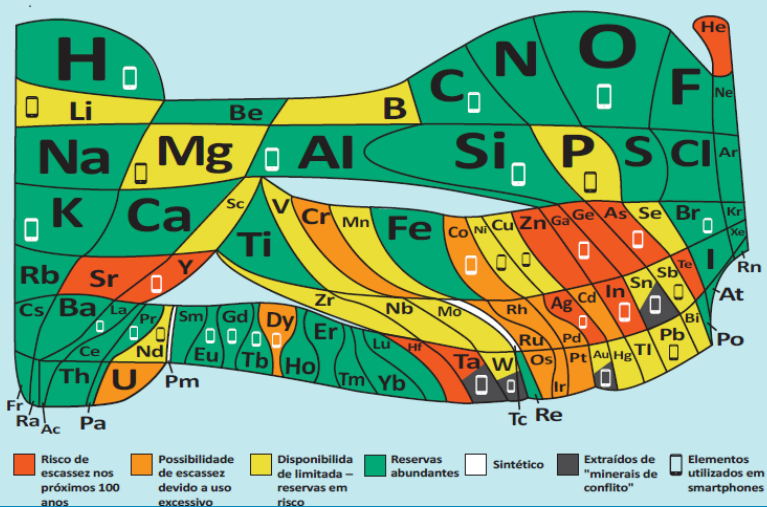 H He
Li Be B C N O F Ne
Na Mg Al Si P S Cl Ar
K Ca Sc Ti V Cr Mn Fe Co Ni Cu Zn Ga Ge As Se Br Kr
Rb Sr Y Zr Nb Mo Tc Ru Rh Pd Ag Cd In Sn Sb Te I Xe
Cs Ba La Ce Pr Nd Pm Sm Eu Gd Tb Dy Ho Er Tm Yb Lu Hf Ta W Re Os Ir Pt Au Hg Tl Pb Bi Po At Rn
Fr Ra Ac Th Pa U
Risco de
escassez nos
próximos 100
anos
Possibilidade
de escassez
devido a uso
excessivo
Disponibilida
de limitada –
reservas em
risco
Reservas
abundantes
Sintético
Extraídos de
"minerais de
conflito"
Elementos
utilizados em
smartphones